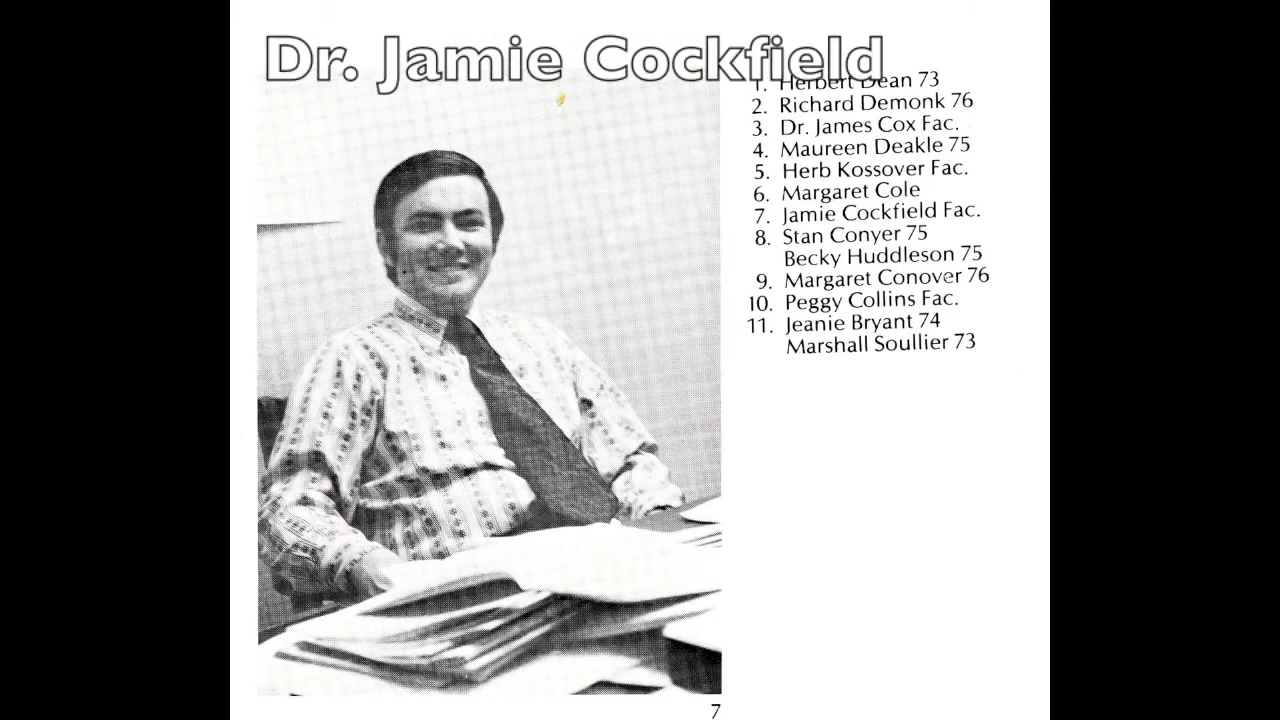 Dr. Jamie Cockfield
1. Herbert Dean 73
2. Richard Demonk 76
3. Dr. James Cox Fac.
4. Maureen Deakle 75
5. Herb Kossover Fac.
6. Margaret Cole
7. Jamie Cockfield Fac.
8. Stan Conyer 75
Becky Huddleson 75
9. Margaret Conover 76
10. Peggy Collins Fac.
11. Jeanie Bryant 74
Marshall Soullier 73
7